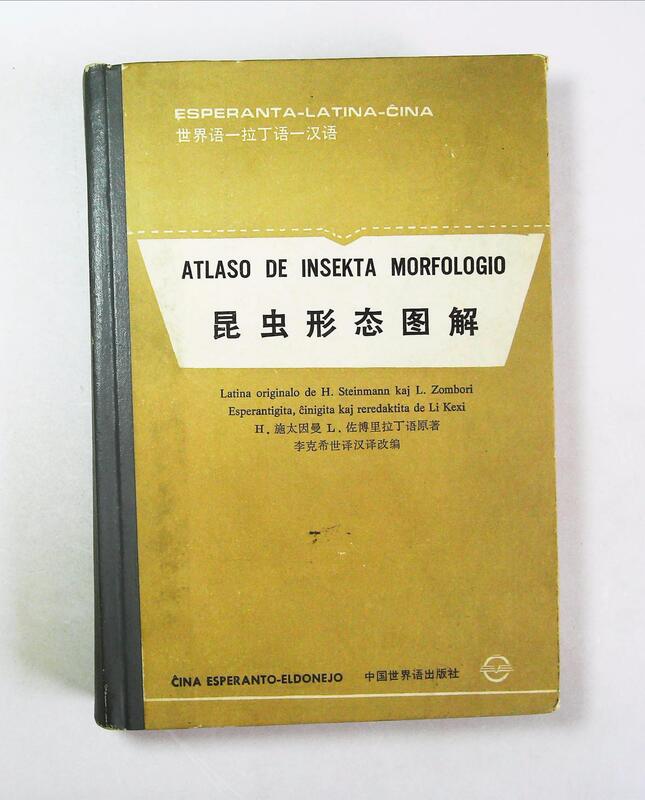 ESPERANTA-LATINA-ĈINA
世界语一拉丁语一汉语
ATLASO DE INSEKTA MORFOLOGIO
昆虫形态图解
Latina originalo de H. Steinmann kaj L. Zombori
Esperantigita, ĉinigita kaj reredaktita de Li Kexi
H. 施太因曼 L. 佐博里拉丁语原著
李克希世译汉译改编
ĈINA ESPERANTO-ELDONEJO 中国世界语出版社